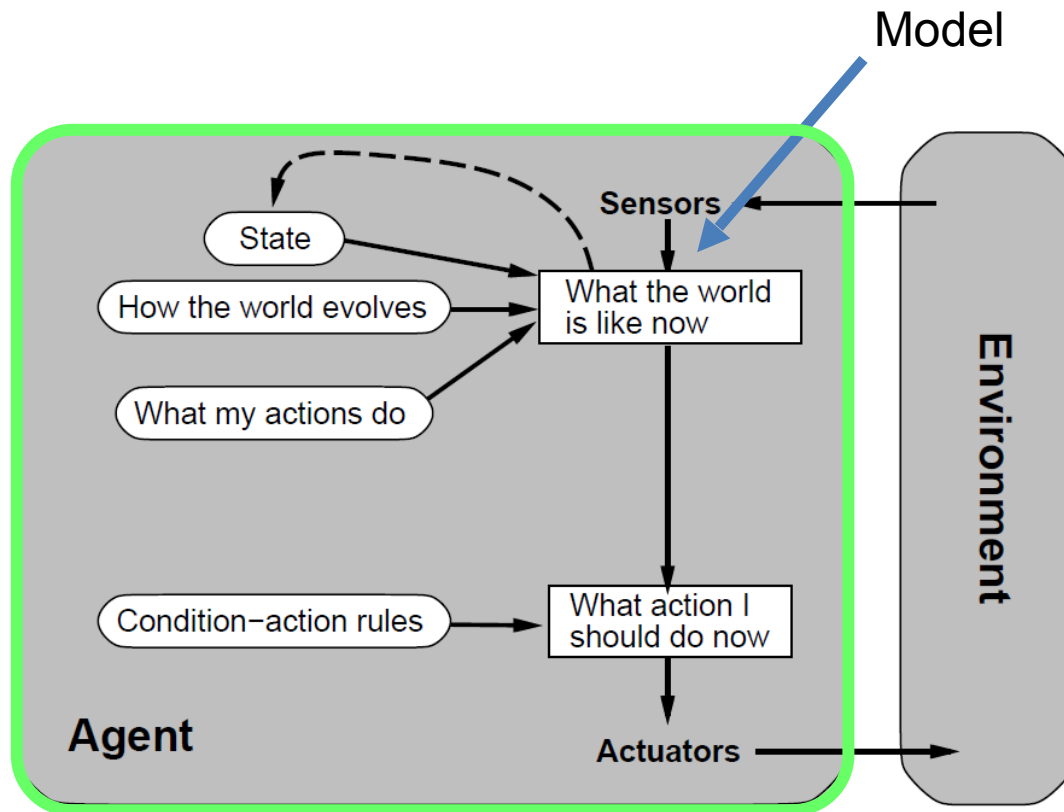 Model
Sensors
State
What the world
is like now
How the world evolves
What my actions do
Environment
Condition−action rules
What action I
should do now
Agent
Actuators